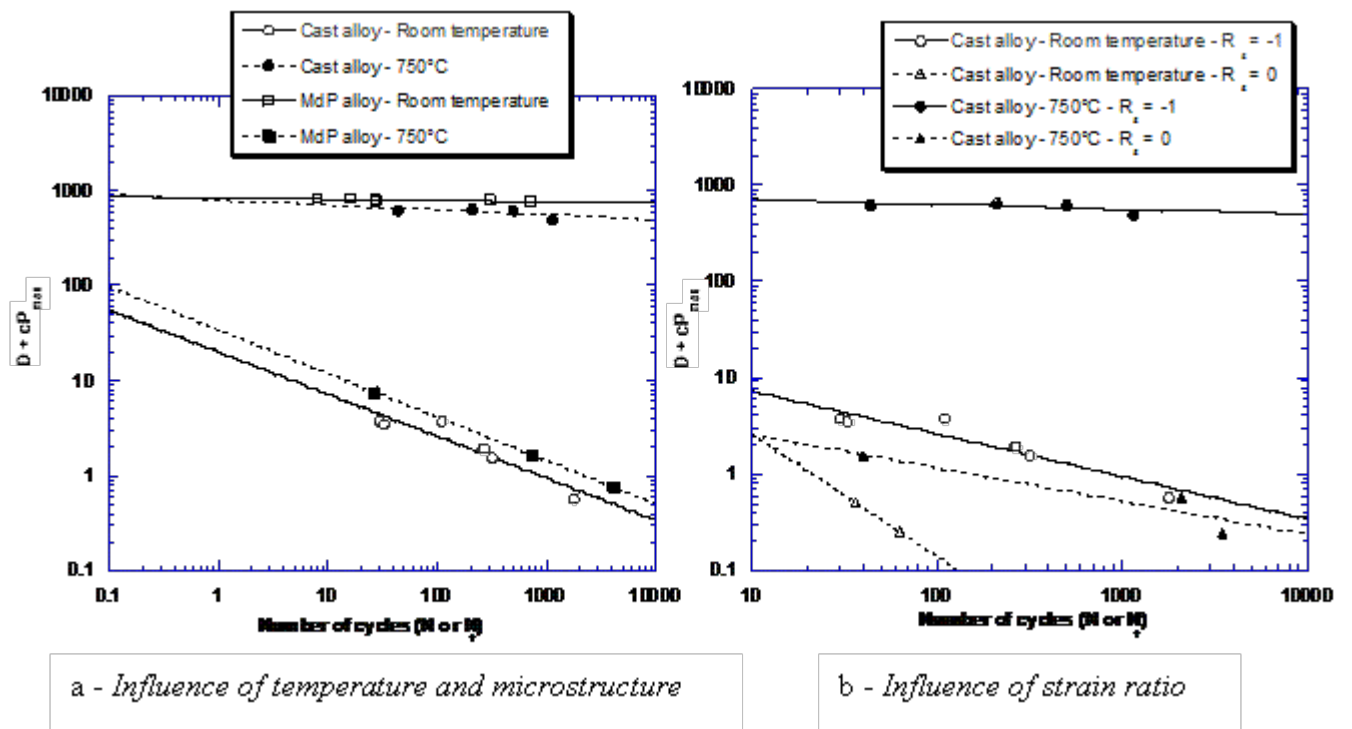 Cast alloy - Room temperature
Cast alloy - 750°C
MdP alloy - Room temperature
MdP alloy - 750°C
10000
1000
100
10
1
0.1
D + cP max
0.1
1
10
100
1000
10000
Number of cycles (N or N f)
a - Influence of temperature and microstructure
Cast alloy - Room temperature - R ε = -1
Cast alloy - Room temperature - R ε = 0
Cast alloy - 750°C - R ε = -1
Cast alloy - 750°C - R ε = 0
10000
1000
100
10
1
0.1
D + cP max
10
100
1000
10000
Number of cycles (N or N f)
b - Influence of strain ratio